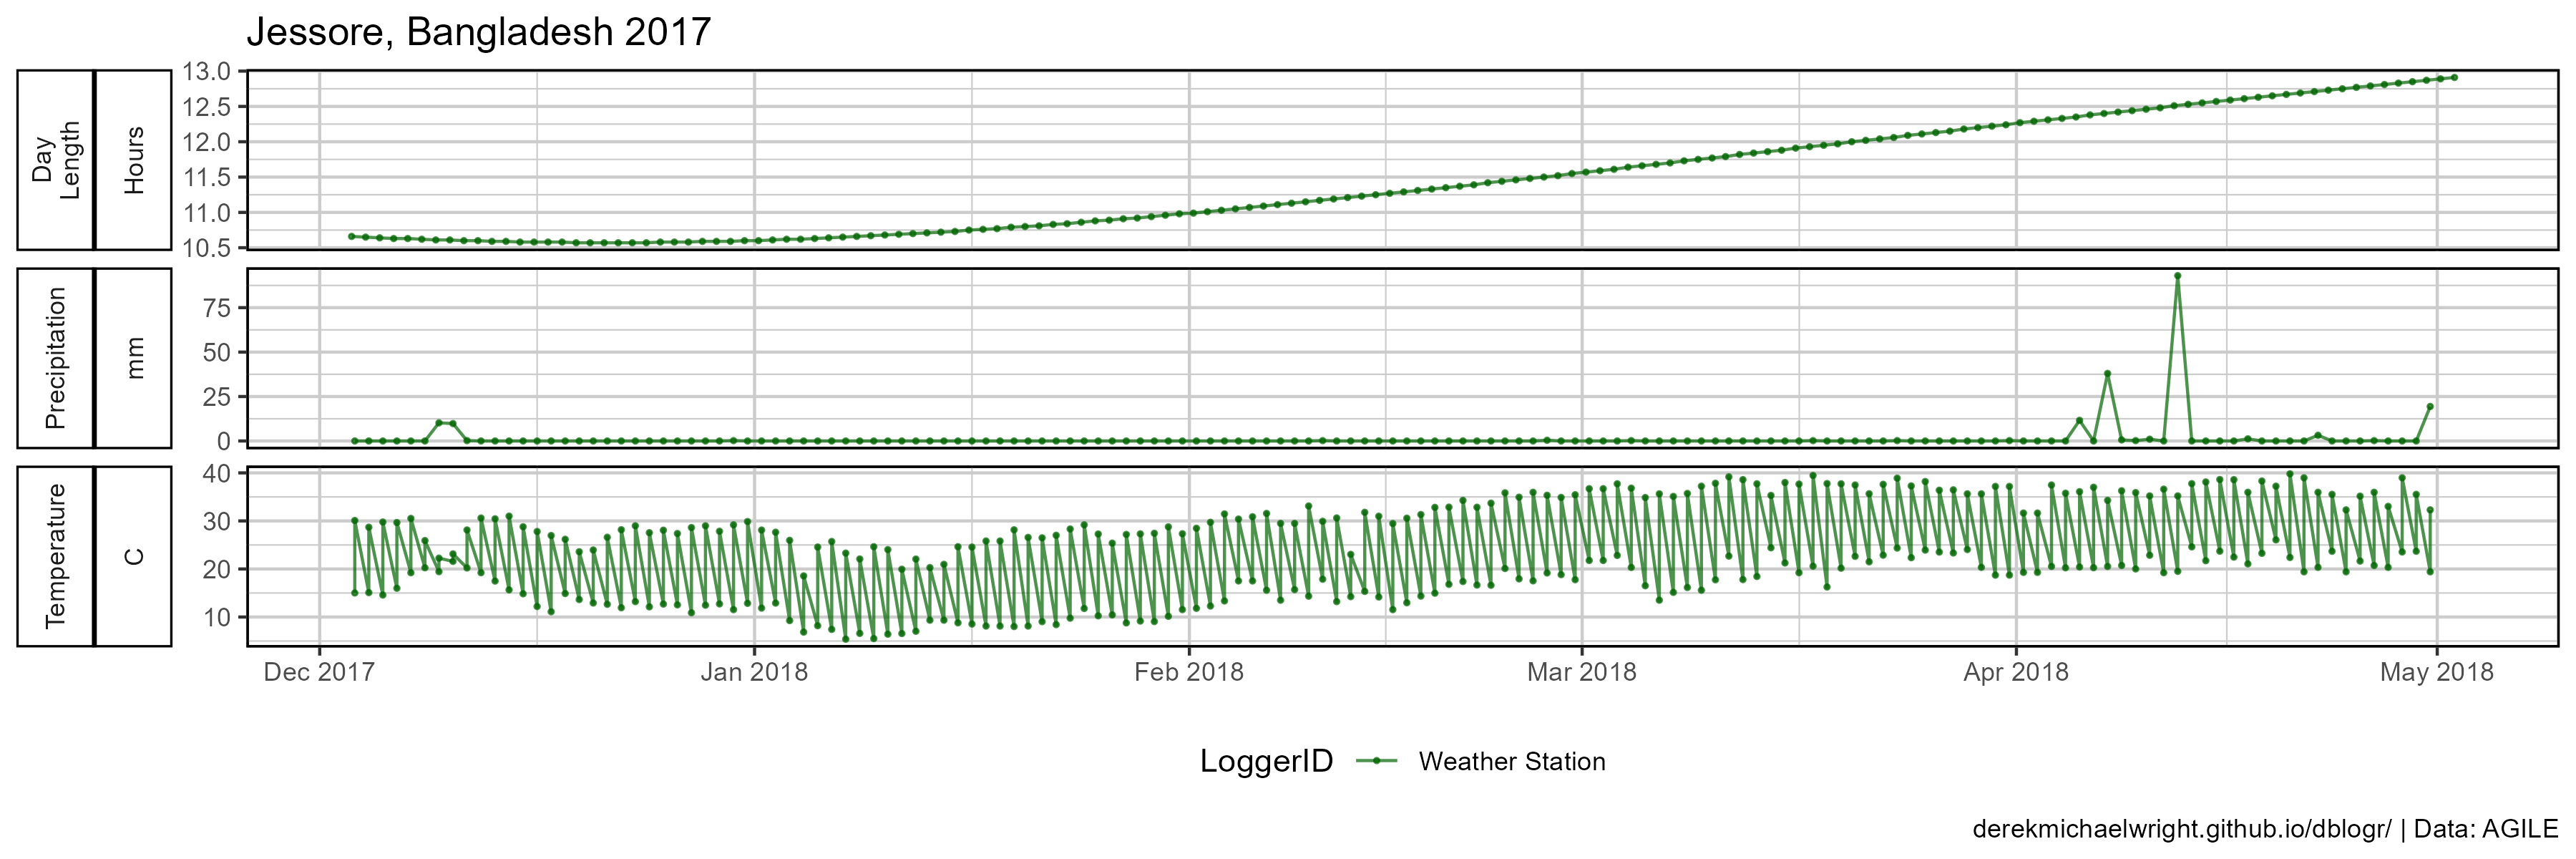 Jessore, Bangladesh 2017
Day
Length
Hours
13.0
12.5
12.0
11.5
11.0
10.5
Precipitation
mm
75
50
25
0
Temperature
C
40
30
20
10
Dec 2017
Jan 2018
Feb 2018
Mar 2018
Apr 2018
May 2018
LoggerID
Weather Station
derekmichaelwright.github.io/dblogr/ | Data: AGILE